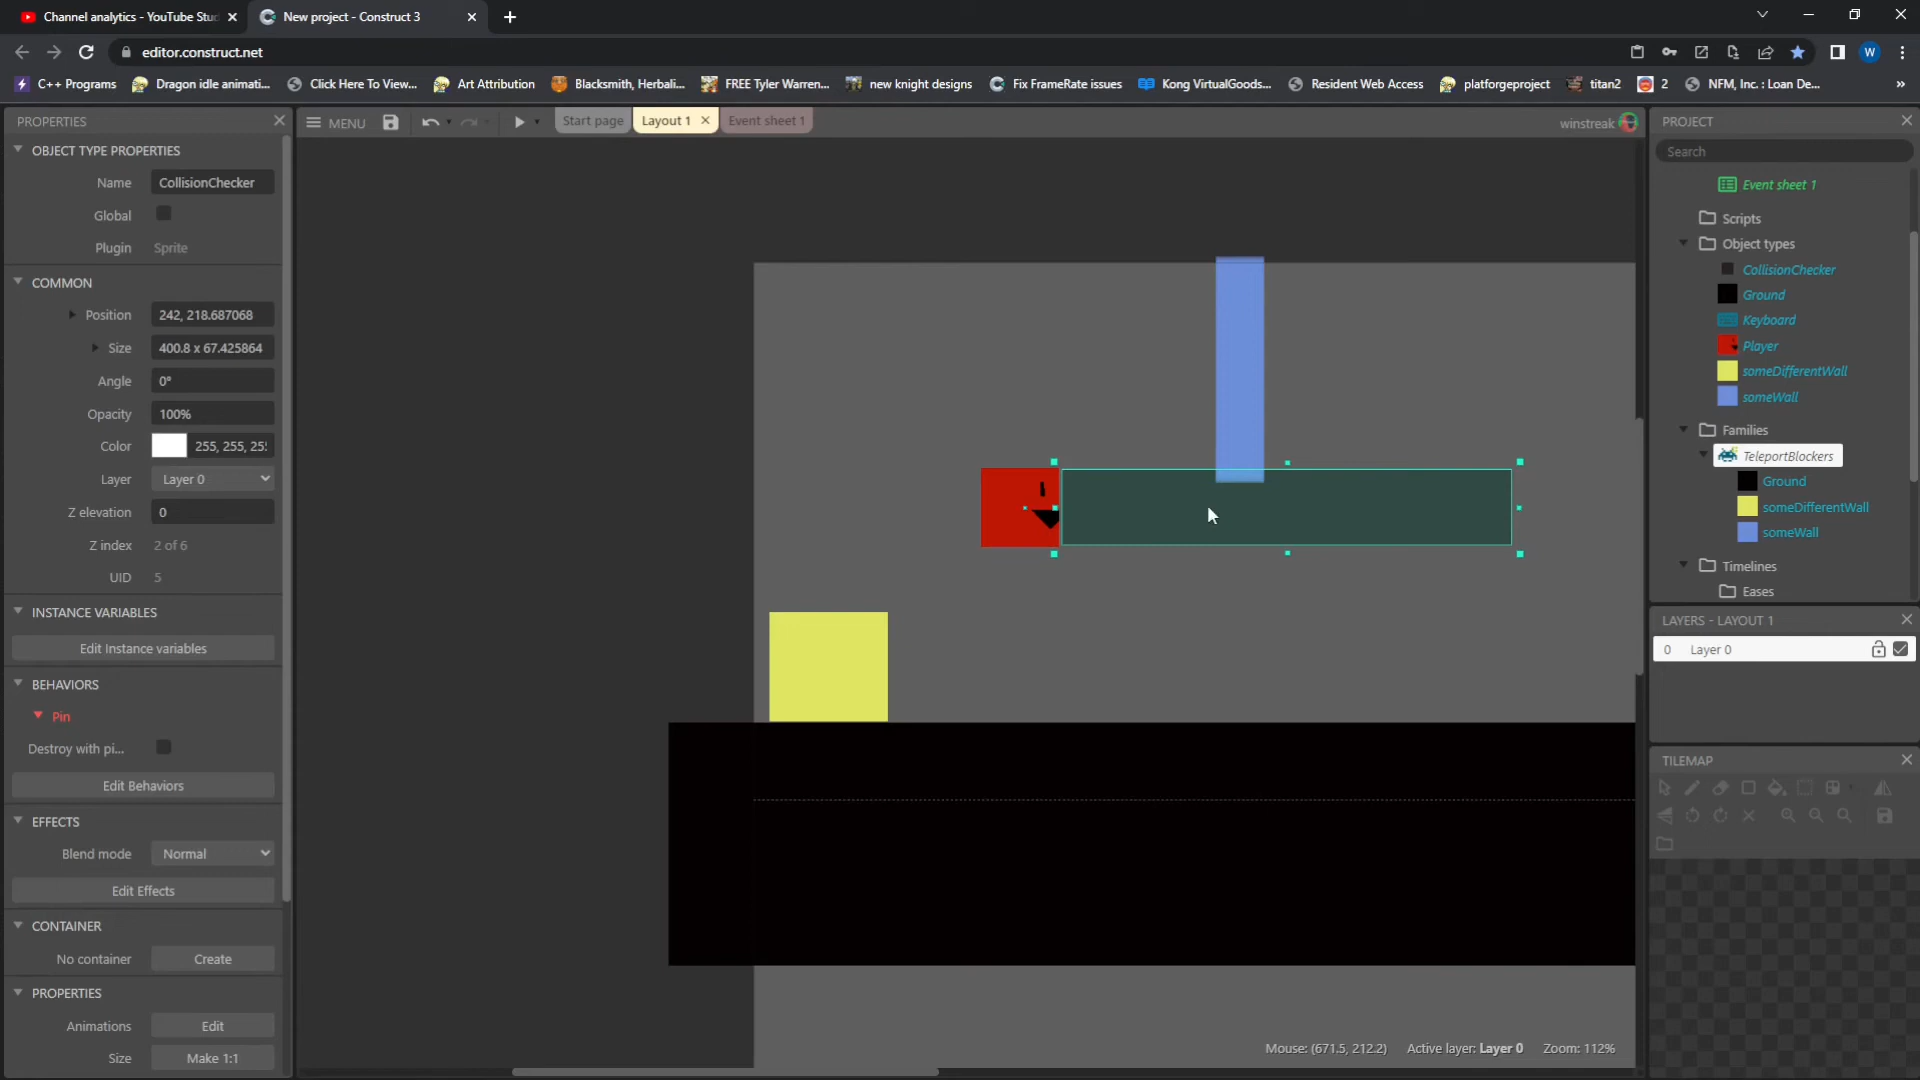 Channel analytics - YouTube Stu
New project - Construct 3
editor.construct.net
W
C++ Programs
Dragon idle animati...
Click Here To View...
Art Attribution
Blacksmith, Herbali...
FREE Tyler Warren...
new knight designs
Fix FrameRate issues
Kong VirtualGoods...
Resident Web Access
platforgeproject
titan2
2
NFM, Inc. : Loan De...
»
PROPERTIES
MENU
Start page
Layout 1
Event sheet 1
winstreak
PROJECT
OBJECT TYPE PROPERTIES
Name CollisionChecker
Global
Plugin Sprite
COMMON
Position 242, 218.687068
Size 400.8 x 67.425864
Angle 0°
Opacity 100%
Color 255, 255, 25
Layer Layer 0
Z elevation 0
Z index 2 of 6
UID 5
INSTANCE VARIABLES
Edit Instance variables
BEHAVIORS
Pin
Destroy with pi...
Edit Behaviors
EFFECTS
Blend mode Normal
Edit Effects
CONTAINER
No container Create
PROPERTIES
Animations Edit
Size Make 1:1
Mouse: (671.5, 212.2) Active layer: Layer 0 Zoom: 112%
Search
Event sheet 1
Scripts
Object types
CollisionChecker
Ground
Keyboard
Player
someDifferentWall
someWall
Families
TeleportBlockers
Ground
someDifferentWall
someWall
Timelines
Eases
LAYERS - LAYOUT 1
0 Layer 0
TILEMAP